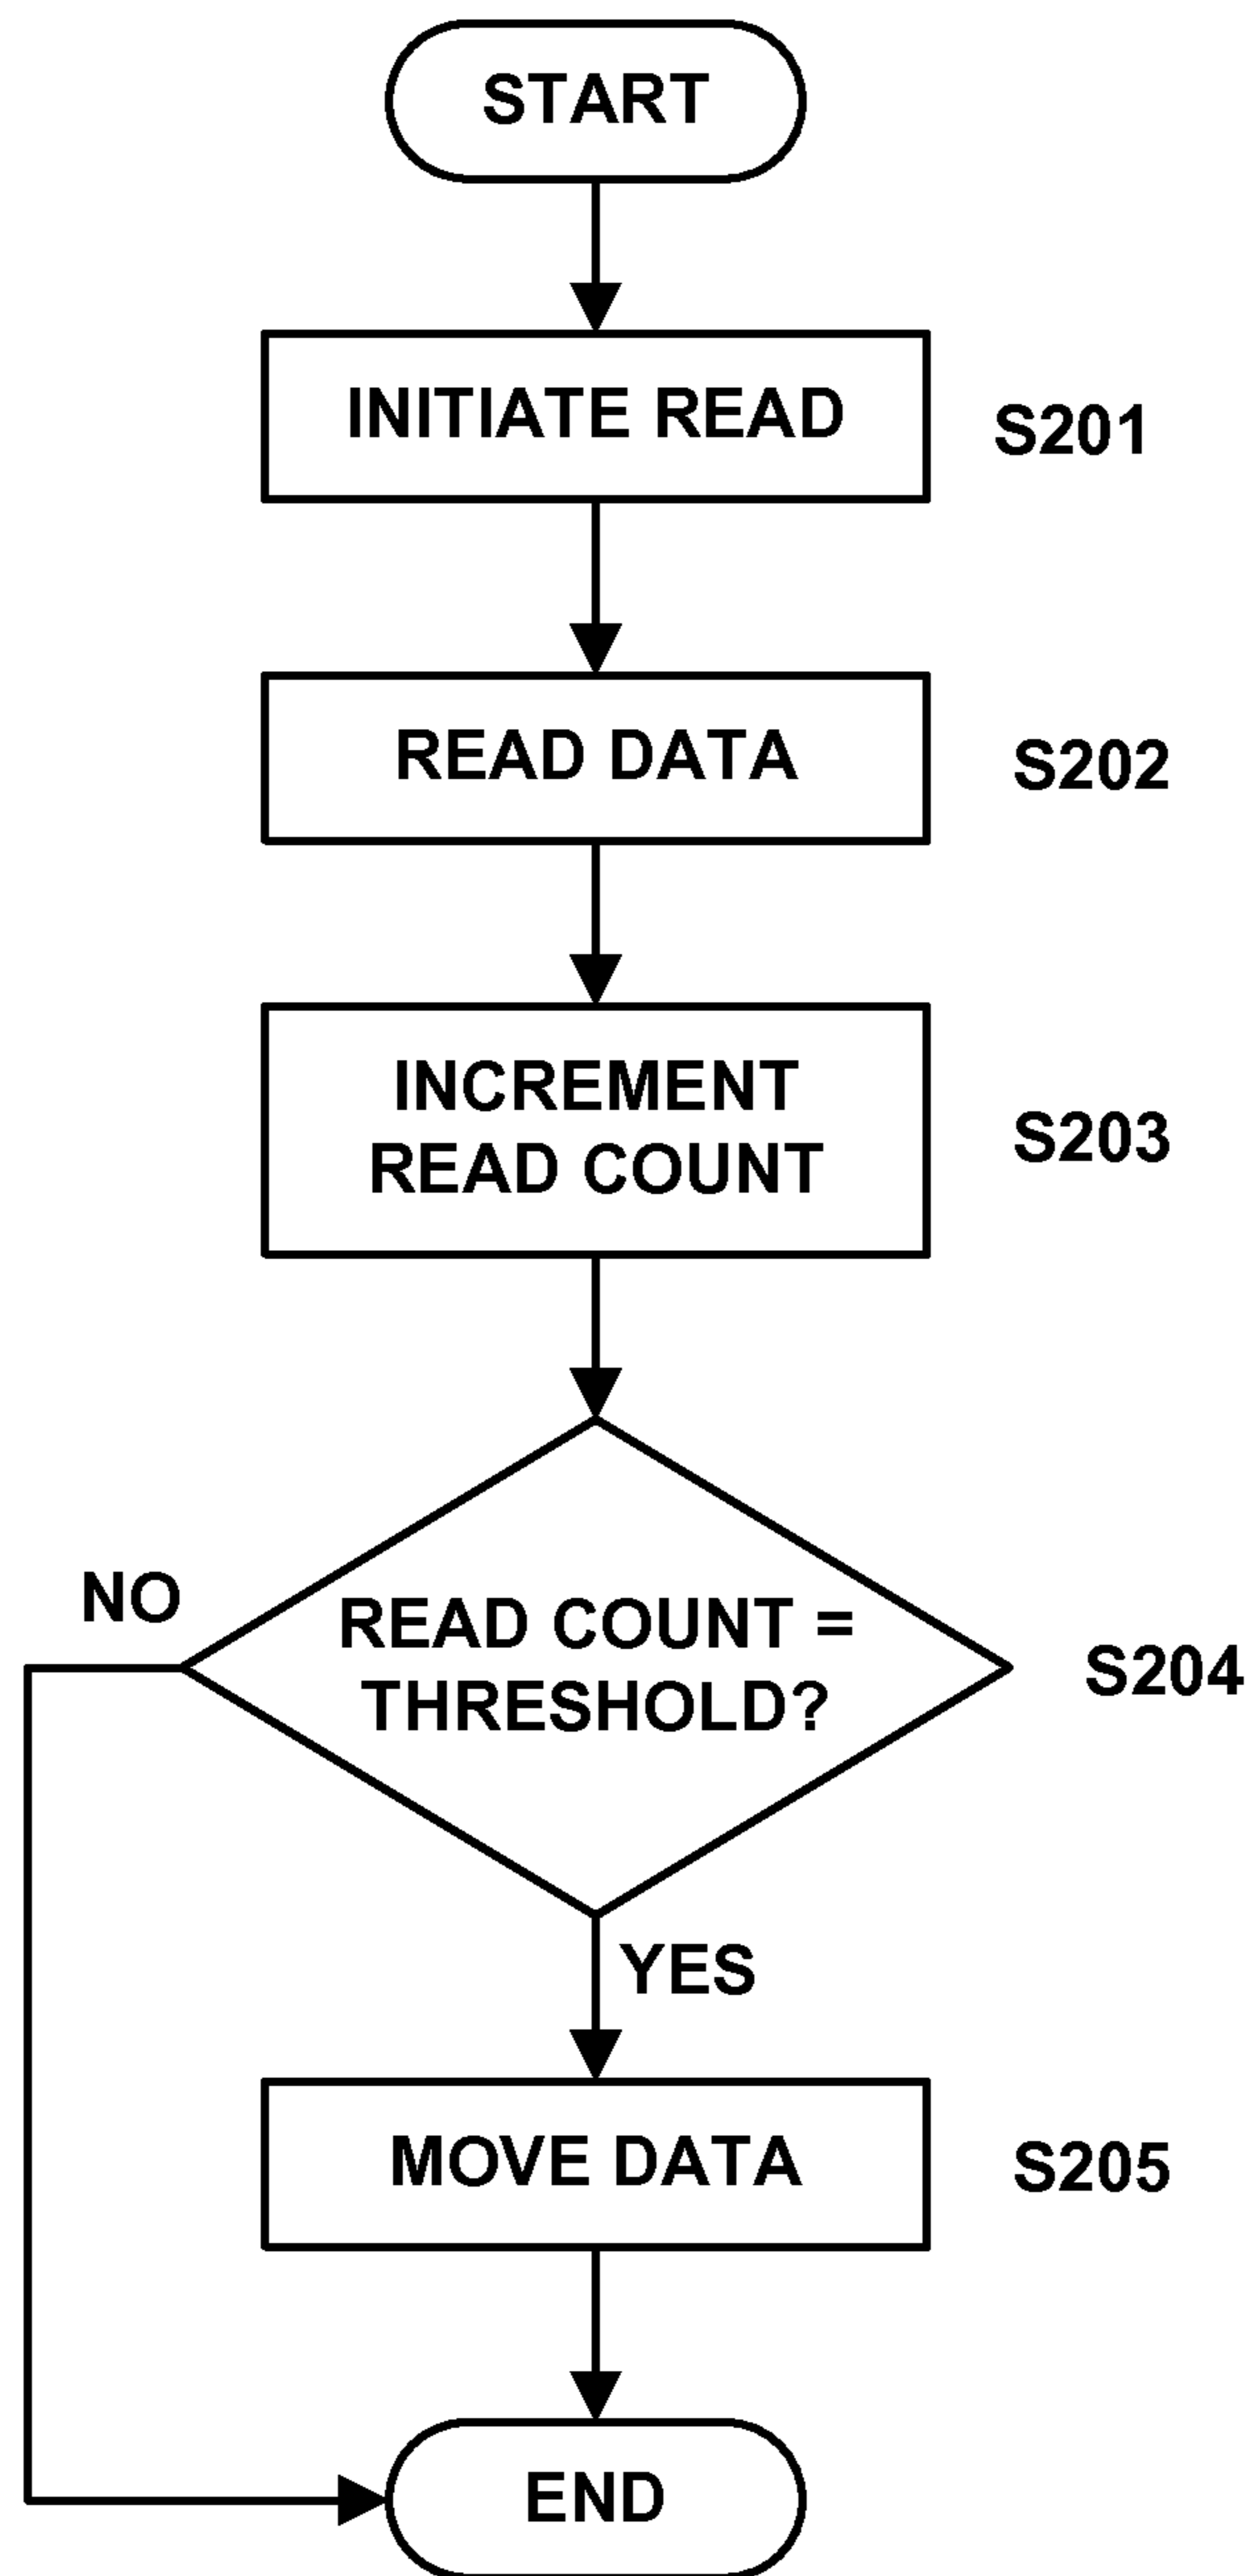 START
INITIATE READ
S201
READ DATA
S202
INCREMENT
READ COUNT
S203
NO
READ COUNT =
THRESHOLD?
S204
YES
MOVE DATA
S205
END